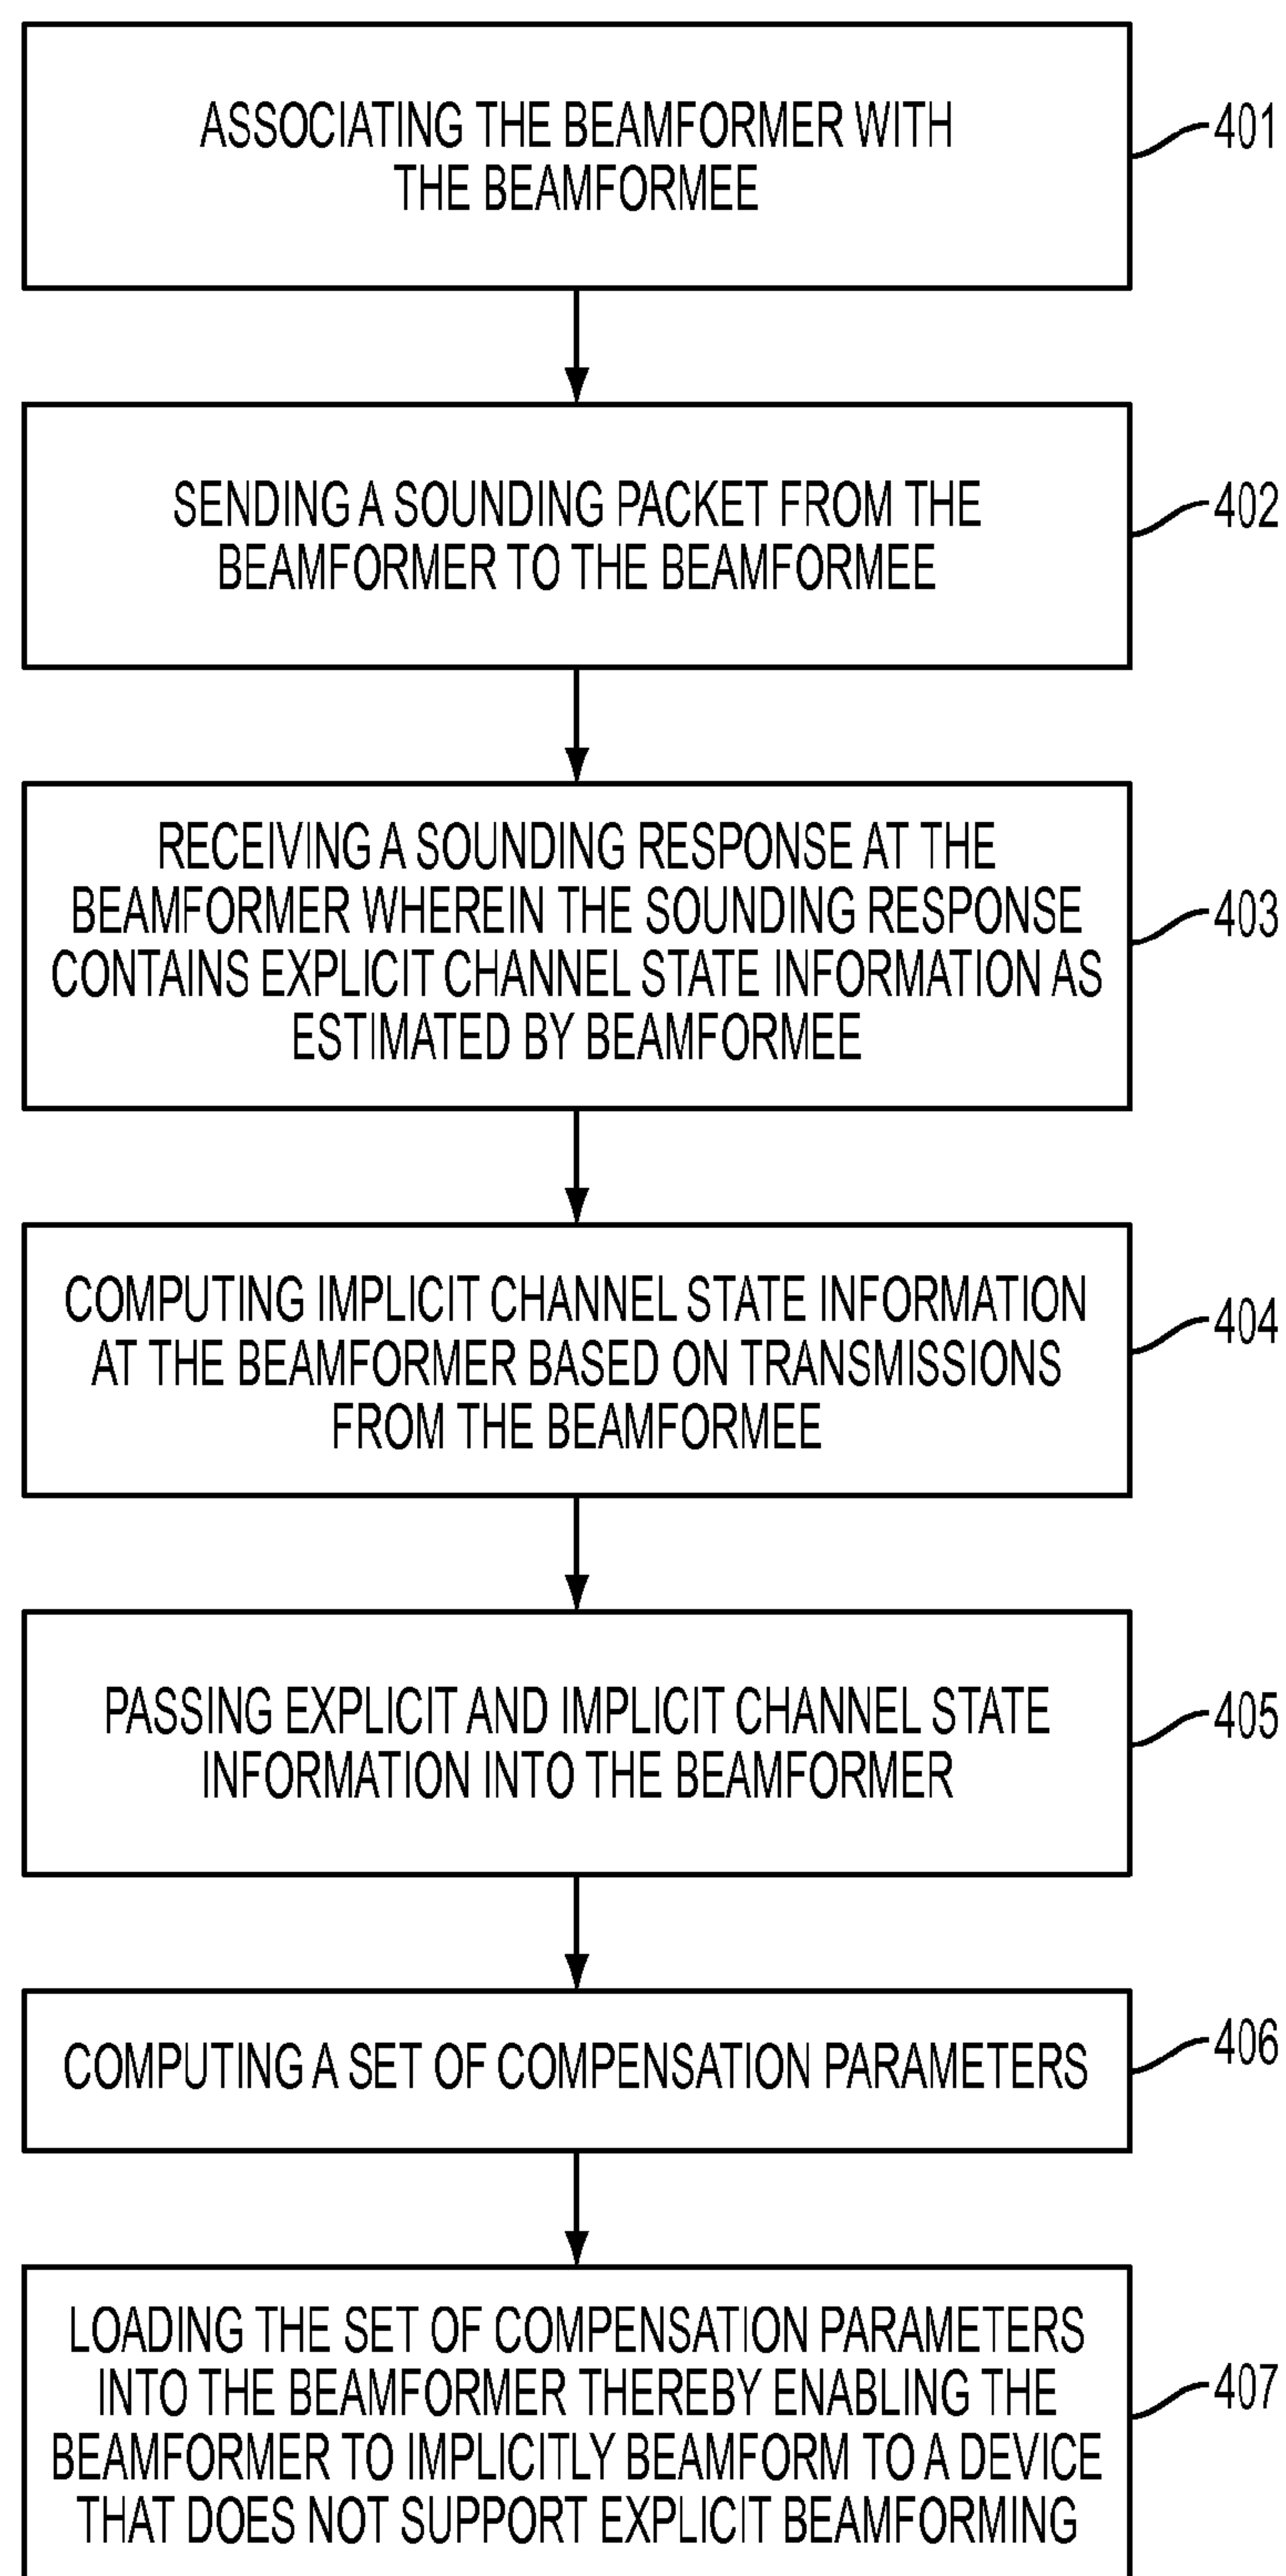 ASSOCIATING THE BEAMFORMER WITH
THE BEAMFORMEE
401
SENDING A SOUNDING PACKET FROM THE
BEAMFORMER TO THE BEAMFORMEE
402
RECEIVING A SOUNDING RESPONSE AT THE
BEAMFORMER WHEREIN THE SOUNDING RESPONSE
CONTAINS EXPLICIT CHANNEL STATE INFORMATION AS
ESTIMATED BY BEAMFORMEE
403
COMPUTING IMPLICIT CHANNEL STATE INFORMATION
AT THE BEAMFORMER BASED ON TRANSMISSIONS
FROM THE BEAMFORMEE
404
PASSING EXPLICIT AND IMPLICIT CHANNEL STATE
INFORMATION INTO THE BEAMFORMER
405
COMPUTING A SET OF COMPENSATION PARAMETERS
406
LOADING THE SET OF COMPENSATION PARAMETERS
INTO THE BEAMFORMER THEREBY ENABLING THE
BEAMFORMER TO IMPLICITLY BEAMFORM TO A DEVICE
THAT DOES NOT SUPPORT EXPLICIT BEAMFORMING
407